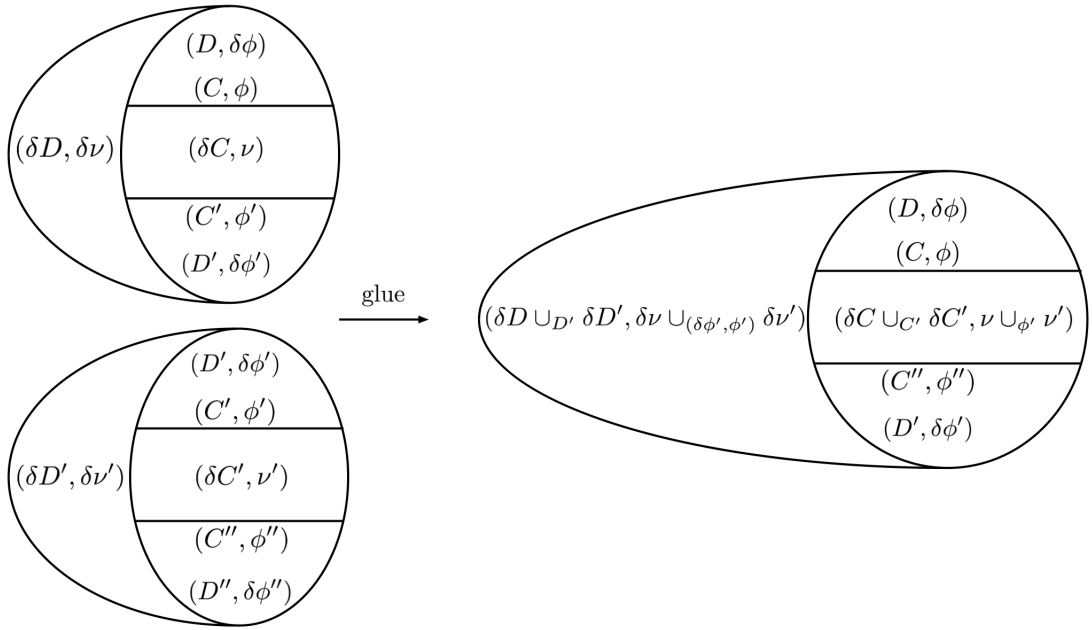 (D, δϕ)
(C, ϕ)
(δD, δν)
(δC, ν)
(C′, ϕ′)
(D′, δϕ′)
glue
(D′, δϕ′)
(C′, ϕ′)
(δD′, δν′)
(δC′, ν′)
(C′′, ϕ′′)
(D′′, δϕ′′)
(D, δϕ)
(C, ϕ)
(δD ∪_{D′} δD′, δν ∪_{(δϕ′,ϕ′)} δν′)
(δC ∪_{C′} δC′, ν ∪_{ϕ′} ν′)
(C′′, ϕ′′)
(D′, δϕ′)